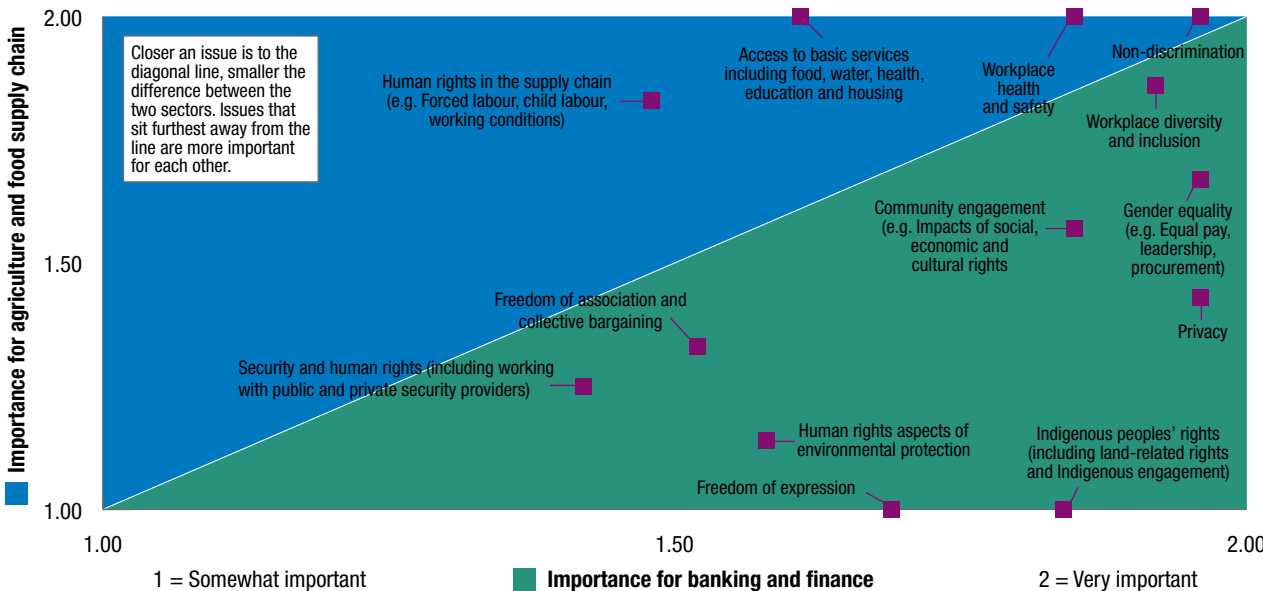 Importance for agriculture and food supply chain
2.00
1.50
1.00
Closer an issue is to the
diagonal line, smaller the
difference between the
two sectors. Issues that
sit furthest away from the
line are more important
for each other.
Human rights in the supply chain
(e.g. Forced labour, child labour,
working conditions)
Access to basic services
including food, water, health,
education and housing
Workplace
health
and safety
Non-discrimination
Workplace diversity
and inclusion
Community engagement
(e.g. Impacts of social,
economic and
cultural rights
Gender equality
(e.g. Equal pay,
leadership,
procurement)
Privacy
Freedom of association and
collective bargaining
Security and human rights (including working
with public and private security providers)
Human rights aspects of
environmental protection
Freedom of expression
Indigenous peoples’ rights
(including land-related rights
and Indigenous engagement)
1.00
1.50
2.00
1 = Somewhat important
Importance for banking and finance
2 = Very important